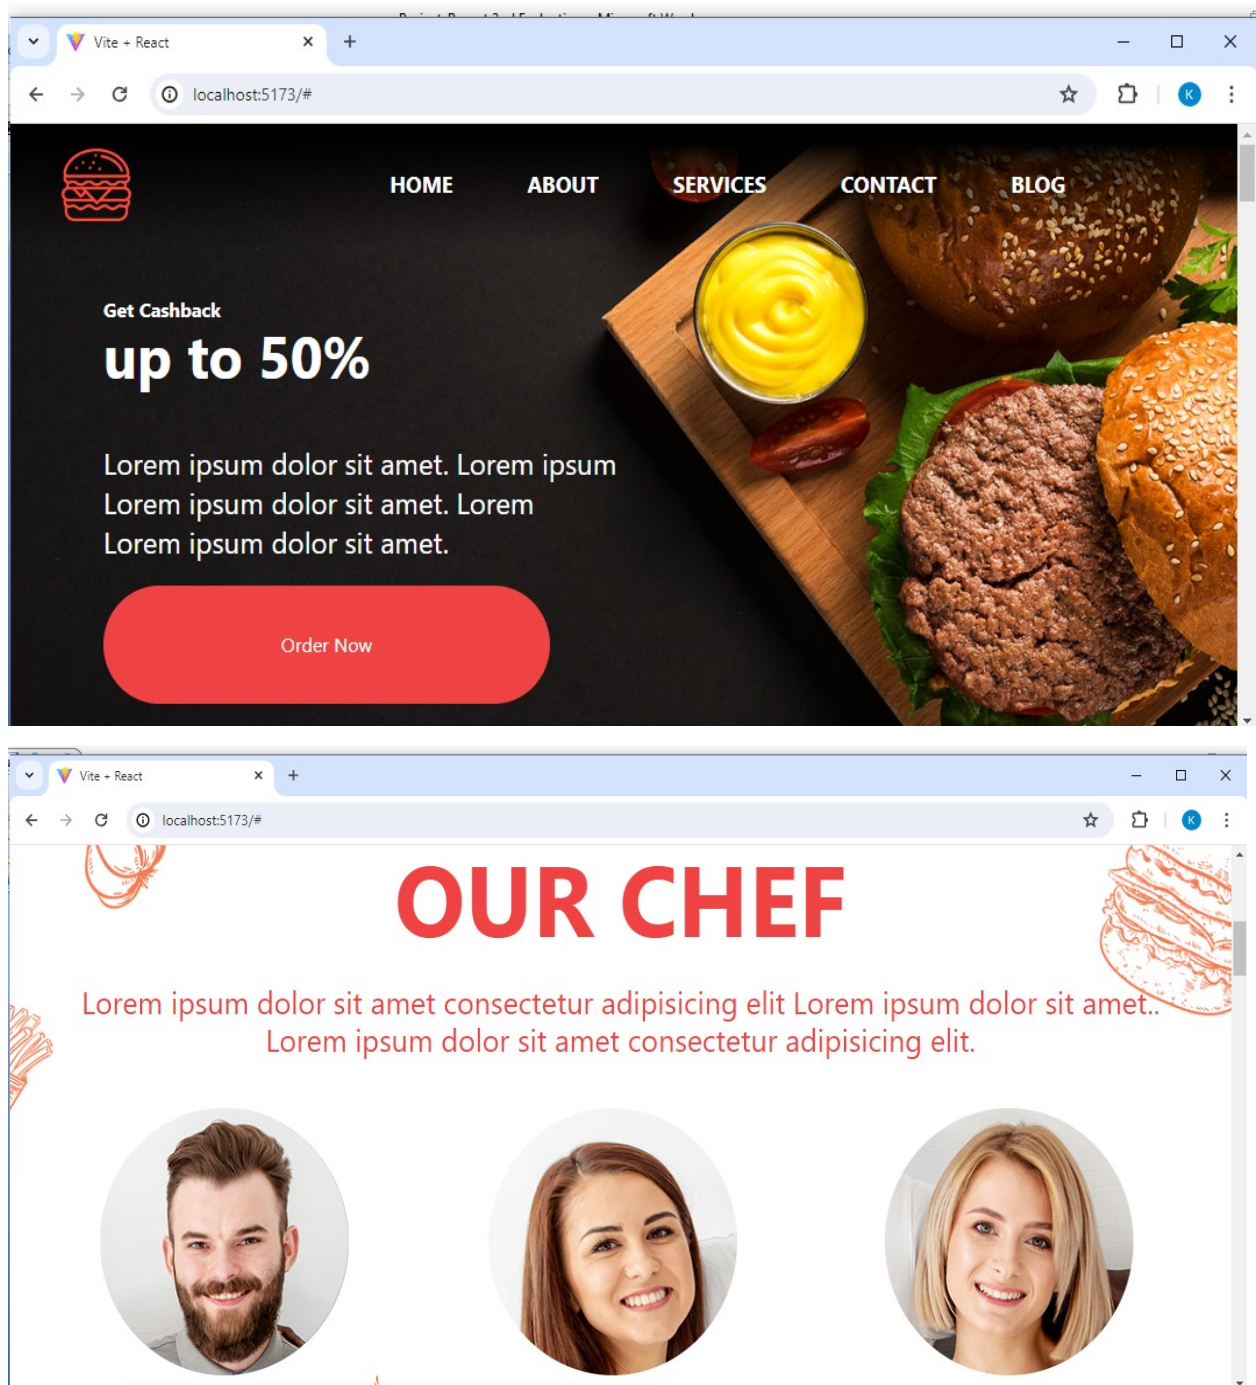 Vite + React
localhost:5173/#
K
HOME ABOUT SERVICES CONTACT BLOG
Get Cashback
up to 50%
Lorem ipsum dolor sit amet. Lorem ipsum
Lorem ipsum dolor sit amet. Lorem
Lorem ipsum dolor sit amet.
Order Now
Vite + React
localhost:5173/#
K
OUR CHEF
Lorem ipsum dolor sit amet consectetur adipisicing elit Lorem ipsum dolor sit amet..
Lorem ipsum dolor sit amet consectetur adipisicing elit.